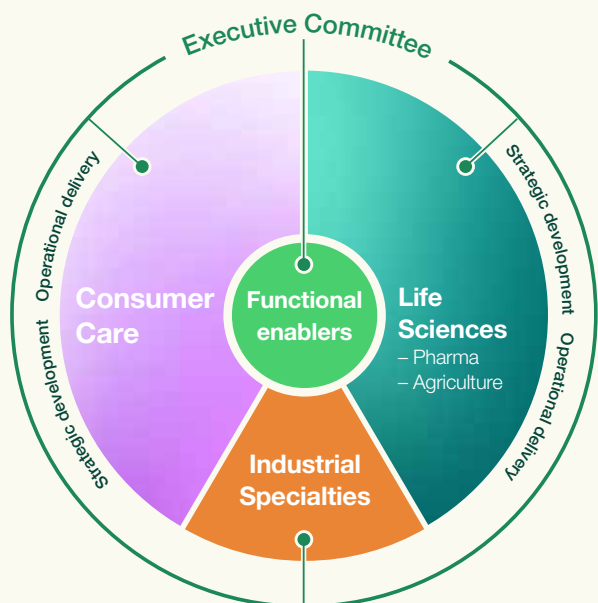 Executive Committee
Operational delivery
Strategic development
Strategic development
Operational delivery
Consumer
Care
Functional
enablers
Life
Sciences
– Pharma
– Agriculture
Industrial
Specialties